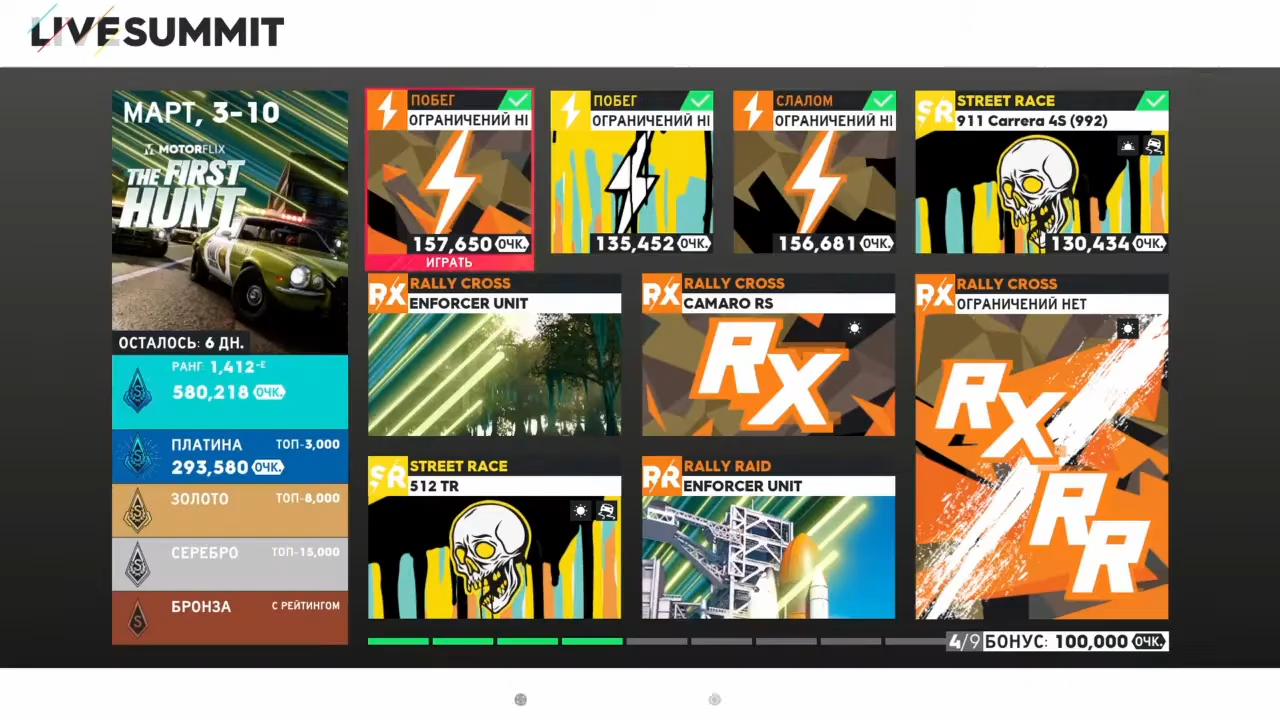 LIVESUMMIT
МАРТ, 3-10
MOTORFLIX
THE FIRST
HUNT
ОСТАЛОСЬ: 6 ДН.
РАНГ 1,412-Е
580,218 ОЧК.
ПЛАТИНА ТОП-3,000
293,580 ОЧК.
ЗОЛОТО ТОП-8,000
СЕРЕБРО ТОП-15,000
БРОНЗА С РЕЙТИНГОМ
ПОБЕГ
ОГРАНИЧЕНИЙ НІ
157,650 ОЧК.
ИГРАТЬ
ПОБЕГ
ОГРАНИЧЕНИЙ НІ
135,452 ОЧК.
СЛАЛОМ
ОГРАНИЧЕНИЙ НІ
156,681 ОЧК.
SR STREET RACE
911 Carrera 4S (992)
130,434 ОЧК.
RX RALLY CROSS
ENFORCER UNIT
RX RALLY CROSS
CAMARO RS
RX
RX RALLY CROSS
ОГРАНИЧЕНИЙ НЕТ
RX
RR
SR STREET RACE
512 TR
RR RALLY RAID
ENFORCER UNIT
4/9 БОНУС: 100,000 ОЧК.